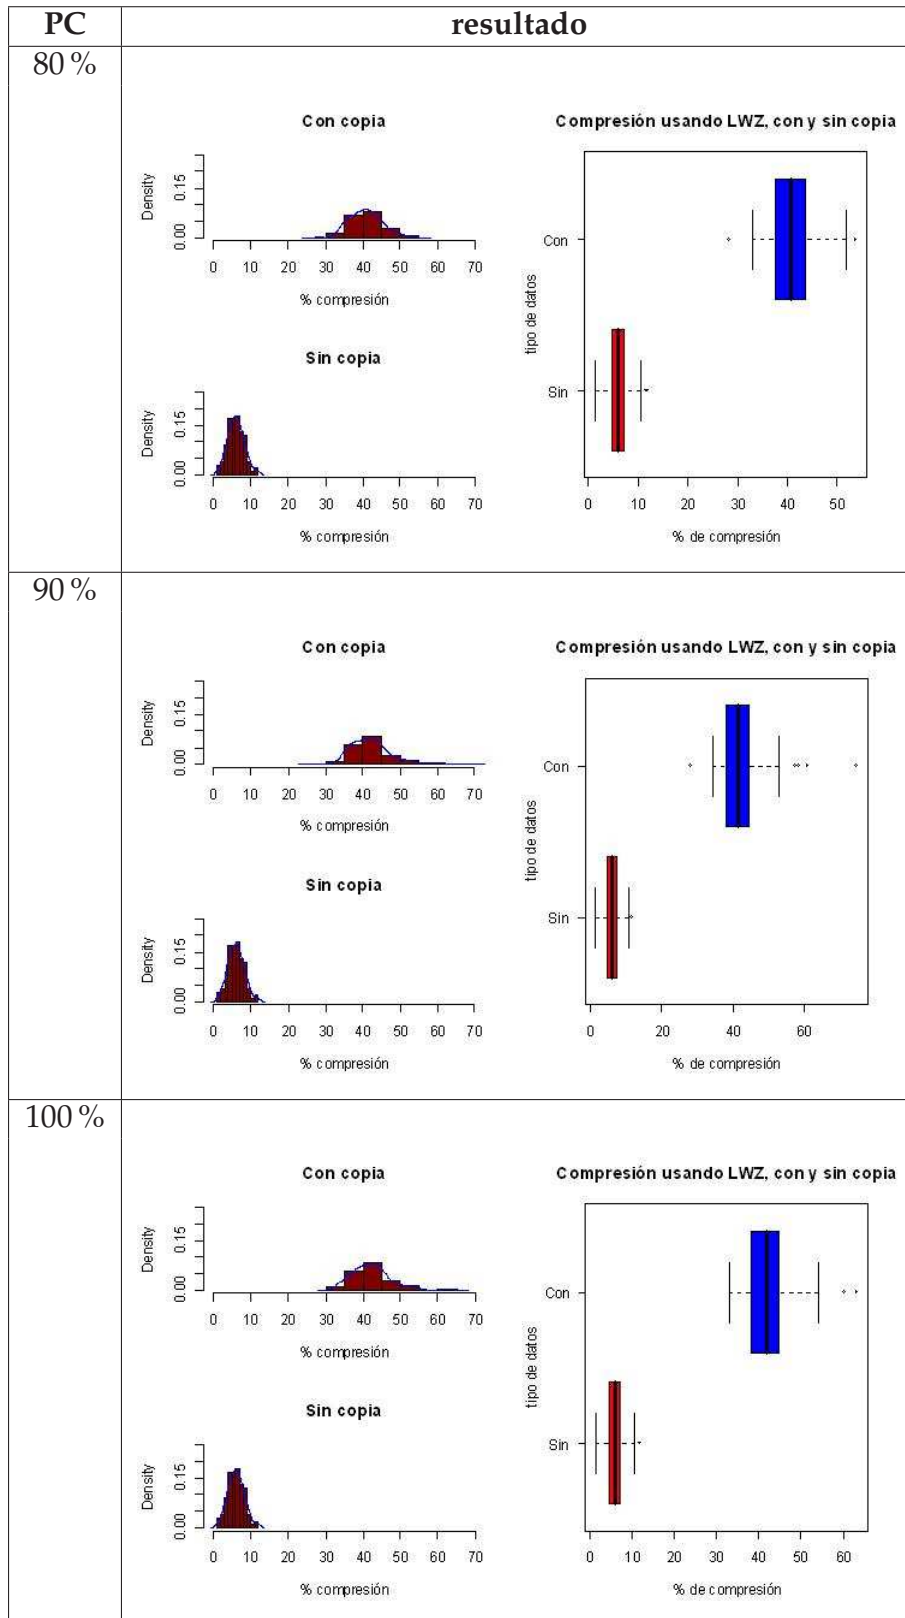 PC resultado
80 %
Con copia
Density
0.00 0.15
0 10 20 30 40 50 60 70
% compresión
Sin copia
Density
0.00 0.15
0 10 20 30 40 50 60 70
% compresión
Compresión usando LWZ, con y sin copia
tipo de datos
Con
Sin
0 10 20 30 40 50
% de compresión
90 %
Con copia
Density
0.00 0.15
0 10 20 30 40 50 60 70
% compresión
Sin copia
Density
0.00 0.15
0 10 20 30 40 50 60 70
% compresión
Compresión usando LWZ, con y sin copia
tipo de datos
Con
Sin
0 20 40 60
% de compresión
100 %
Con copia
Density
0.00 0.15
0 10 20 30 40 50 60 70
% compresión
Sin copia
Density
0.00 0.15
0 10 20 30 40 50 60 70
% compresión
Compresión usando LWZ, con y sin copia
tipo de datos
Con
Sin
0 10 20 30 40 50 60
% de compresión